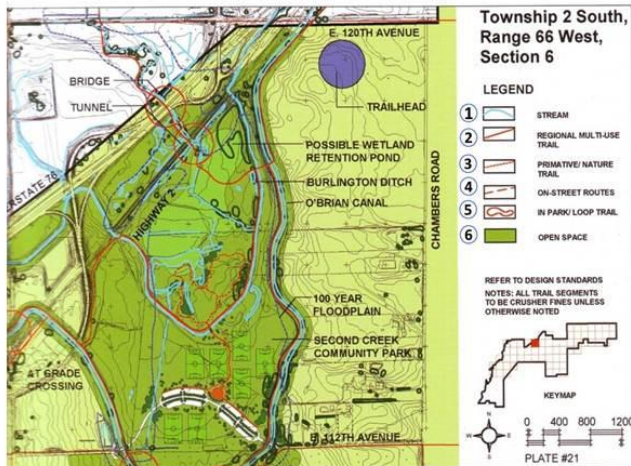 Township 2 South,
Range 66 West,
Section 6
LEGEND
1 STREAM
2 REGIONAL MULTI-USE
TRAIL
3 PRIMATIVE/ NATURE
TRAIL
4 ON-STREET ROUTES
5 IN PARK/ LOOP TRAIL
6 OPEN SPACE
REFER TO DESIGN STANDARDS
NOTES: ALL TRAIL SEGMENTS
TO BE CRUSHER FINES UNLESS
OTHERWISE NOTED
KEYMAP
N
W E
S
0 400 800 1200
PLATE #21
E. 120TH AVENUE
BRIDGE
TUNNEL
TRAILHEAD
POSSIBLE WETLAND
RETENTION POND
BURLINGTON DITCH
O'BRIAN CANAL
CHAMBERS ROAD
ERSTATE 76
HIGHWAY 2
100 YEAR
FLOODPLAIN
SECOND CREEK
COMMUNITY PARK
AT GRADE
CROSSING
E. 112TH AVENUE